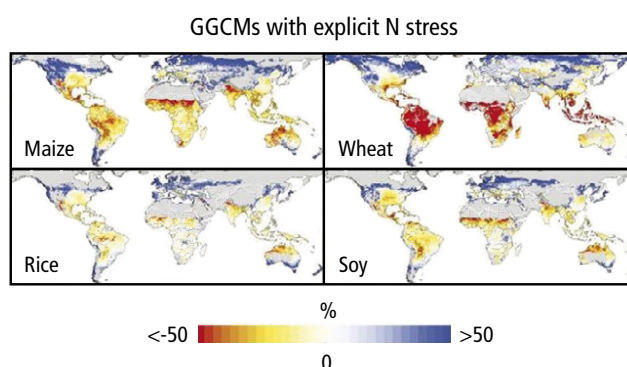 GGCMs with explicit N stress
Maize
Wheat
Rice
Soy
%
<-50
>50
0